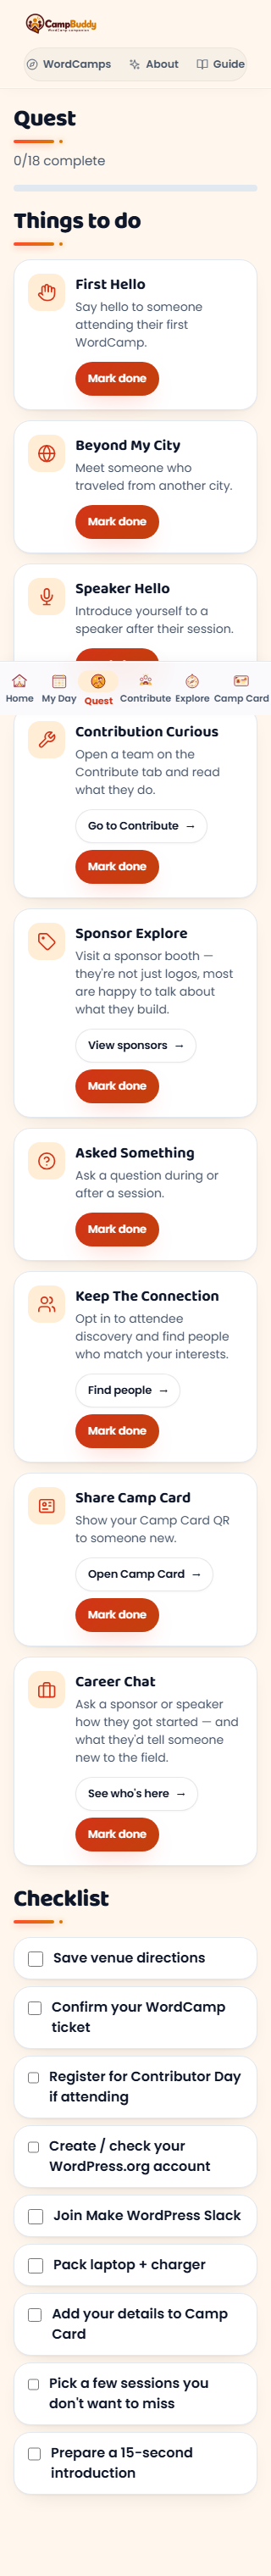 CampBuddy
WordCamp companion
WordCamps
About
Guide
Quest
0/18 complete
Things to do
First Hello
Say hello to someone
attending their first
WordCamp.
Mark done
Beyond My City
Meet someone who
traveled from another city.
Mark done
Speaker Hello
Introduce yourself to a
speaker after their session.
Home
My Day
Quest
Contribute
Explore
Camp Card
Contribution Curious
Open a team on the
Contribute tab and read
what they do.
Go to Contribute →
Mark done
Sponsor Explore
Visit a sponsor booth —
they're not just logos, most
are happy to talk about
what they build.
View sponsors →
Mark done
Asked Something
Ask a question during or
after a session.
Mark done
Keep The Connection
Opt in to attendee
discovery and find people
who match your interests.
Find people →
Mark done
Share Camp Card
Show your Camp Card QR
to someone new.
Open Camp Card →
Mark done
Career Chat
Ask a sponsor or speaker
how they got started — and
what they'd tell someone
new to the field.
See who's here →
Mark done
Checklist
Save venue directions
Confirm your WordCamp
ticket
Register for Contributor Day
if attending
Create / check your
WordPress.org account
Join Make WordPress Slack
Pack laptop + charger
Add your details to Camp
Card
Pick a few sessions you
don't want to miss
Prepare a 15-second
introduction